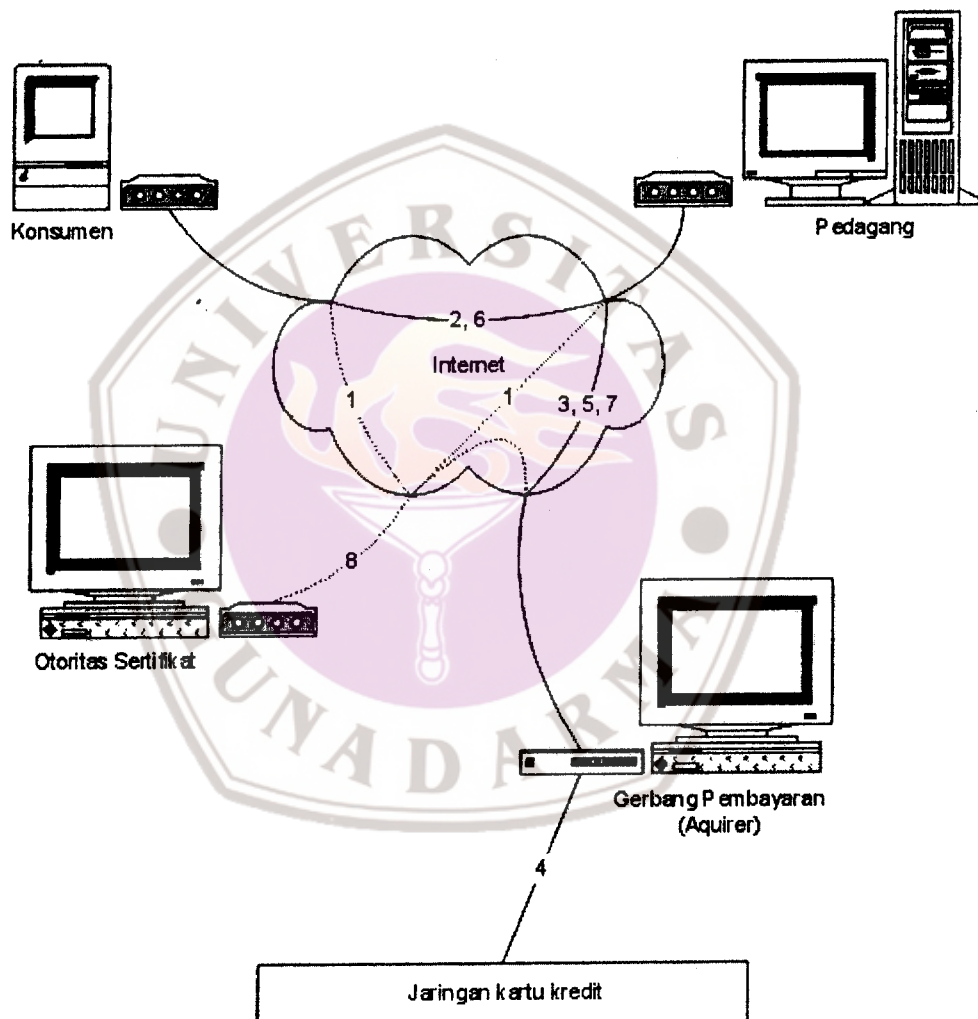 Konsumen
Pedagang
2, 6
Internet
1
1
3, 5, 7
8
Otoritas Sertifikat
Gerbang Pembayaran
(Aquirer)
4
Jaringan kartu kredit
UNIVERSITAS
GUNADARMA